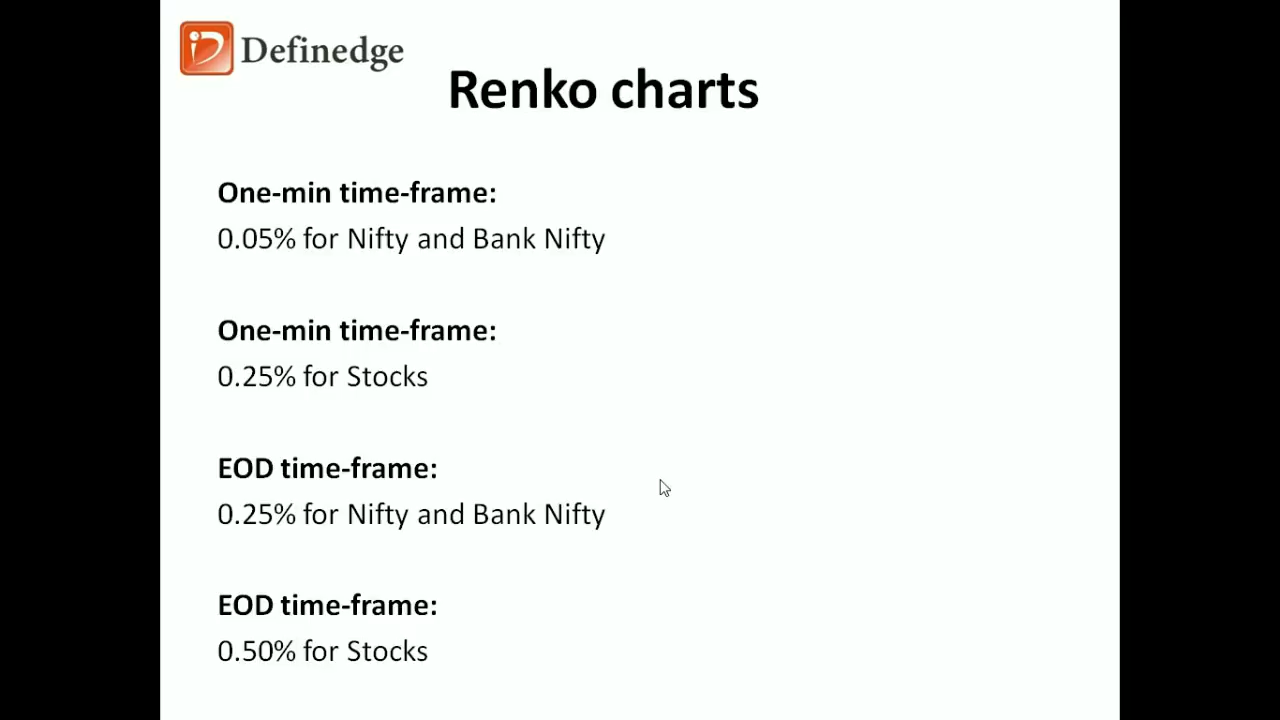 Definedge
Renko charts
One-min time-frame:
0.05% for Nifty and Bank Nifty
One-min time-frame:
0.25% for Stocks
EOD time-frame:
0.25% for Nifty and Bank Nifty
EOD time-frame:
0.50% for Stocks